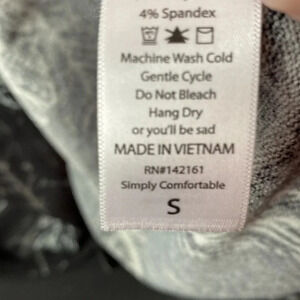 4% Spandex
Machine Wash Cold
Gentle Cycle
Do Not Bleach
Hang Dry
or you'll be sad
MADE IN VIETNAM
RN#142161
Simply Comfortable
S